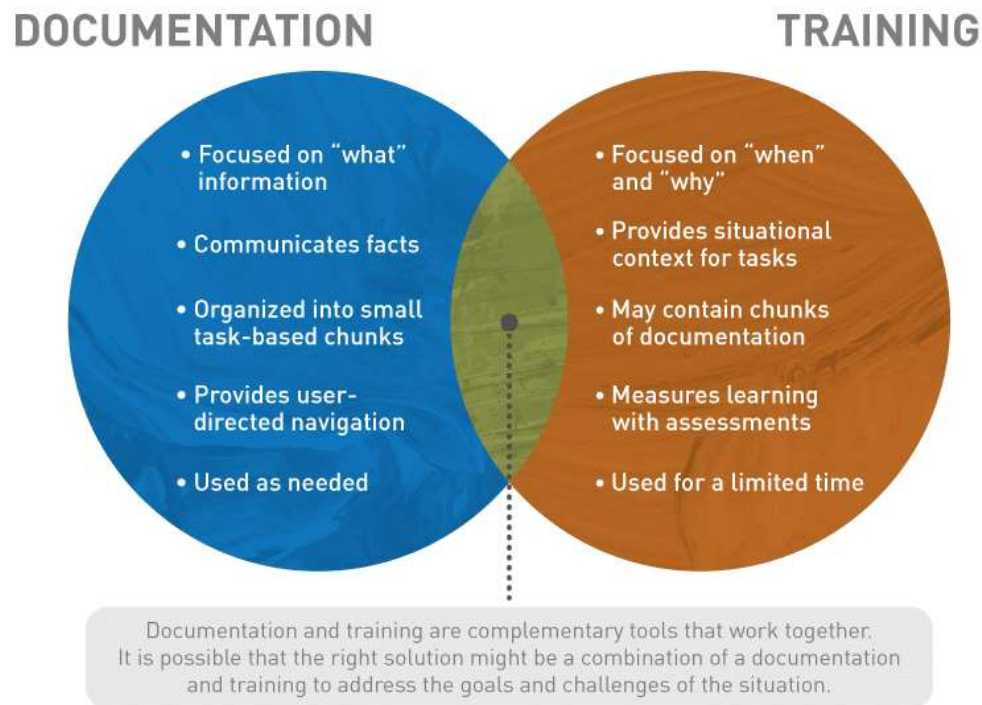 DOCUMENTATION
TRAINING
• Focused on “what”
information
• Communicates facts
• Organized into small
task-based chunks
• Provides user-
directed navigation
• Used as needed
• Focused on “when”
and “why”
• Provides situational
context for tasks
• May contain chunks
of documentation
• Measures learning
with assessments
• Used for a limited time
Documentation and training are complementary tools that work together.
It is possible that the right solution might be a combination of a documentation
and training to address the goals and challenges of the situation.